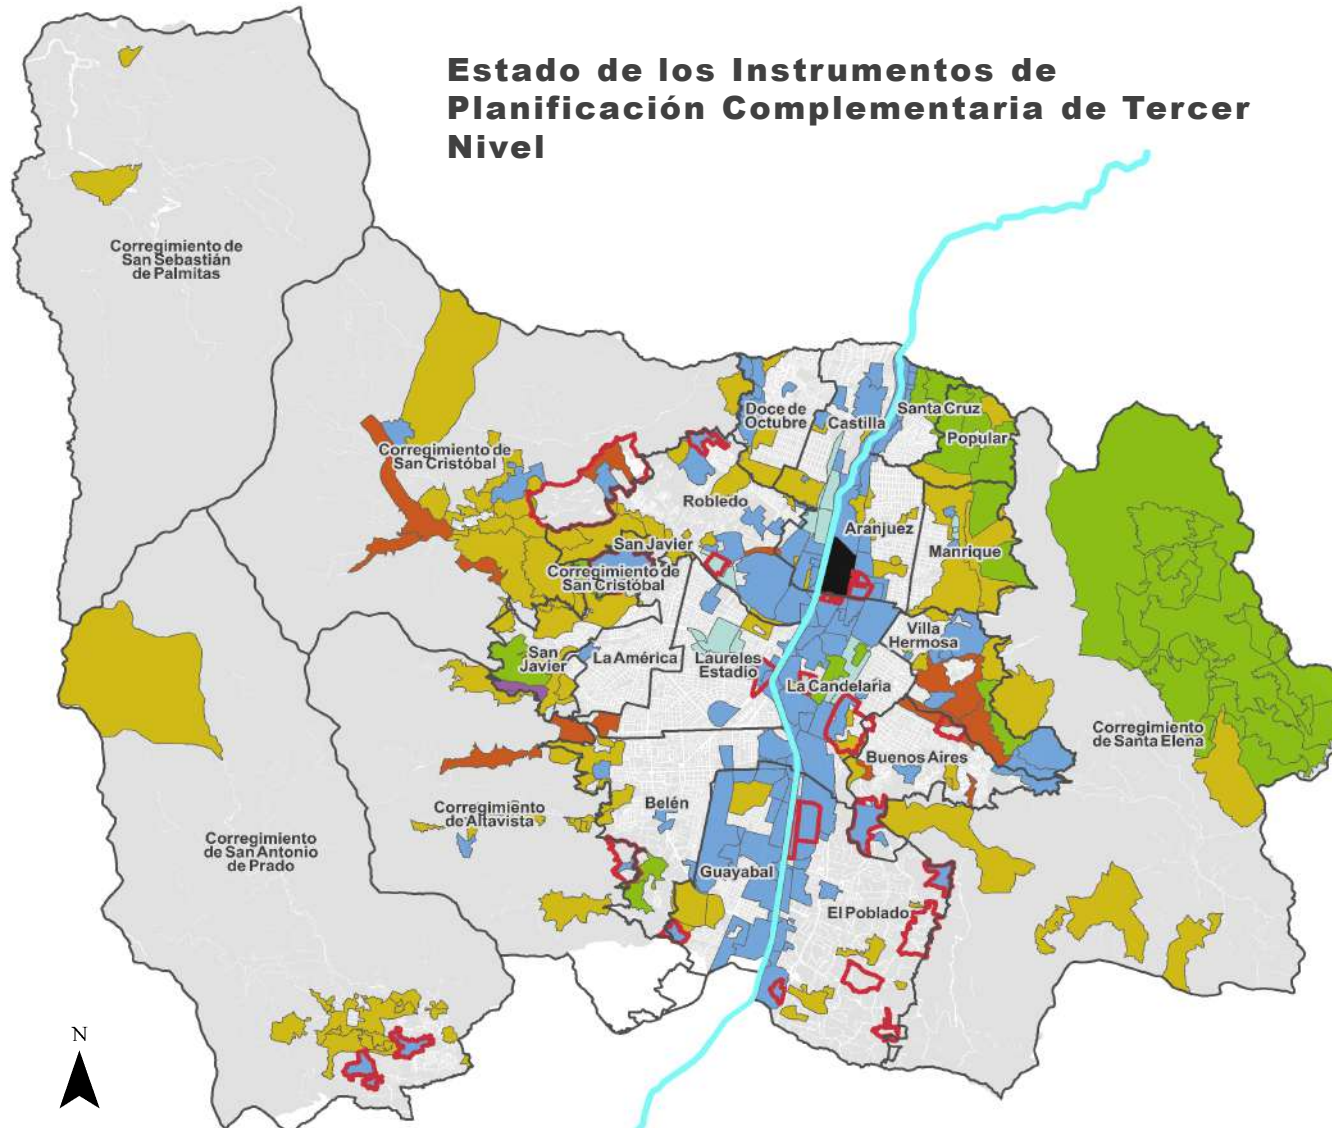 Estado de los Instrumentos de
Planificación Complementaria de Tercer
Nivel
Corregimiento de
San Sebastián
de Palmitas
Doce de
Octubre
Castilla
Santa Cruz
Popular
Corregimiento de
San Cristóbal
Robledo
Aranjuez
Manrique
San Javier
Corregimiento de
San Cristóbal
Villa
Hermosa
San
Javier
La América
Laureles
Estadio
La Candelaria
Corregimiento
de Santa Elena
Buenos Aires
Corregimiento
de Altavista
Belén
Corregimiento
de San Antonio
de Prado
Guayabal
El Poblado
N